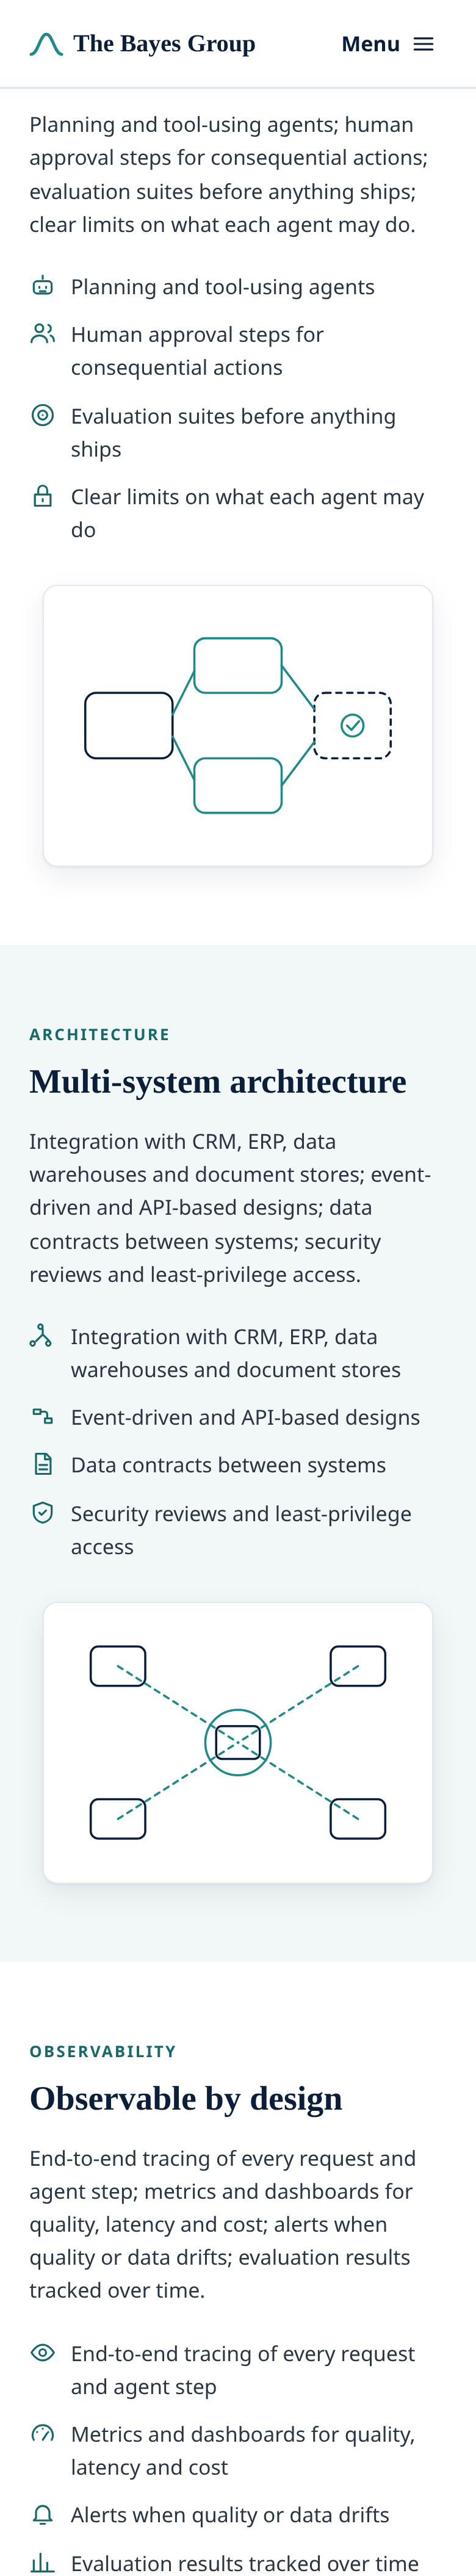 The Bayes Group
Menu
Planning and tool-using agents; human
approval steps for consequential actions;
evaluation suites before anything ships;
clear limits on what each agent may do.
Planning and tool-using agents
Human approval steps for
consequential actions
Evaluation suites before anything
ships
Clear limits on what each agent may
do
ARCHITECTURE
Multi-system architecture
Integration with CRM, ERP, data
warehouses and document stores; event-
driven and API-based designs; data
contracts between systems; security
reviews and least-privilege access.
Integration with CRM, ERP, data
warehouses and document stores
Event-driven and API-based designs
Data contracts between systems
Security reviews and least-privilege
access
OBSERVABILITY
Observable by design
End-to-end tracing of every request and
agent step; metrics and dashboards for
quality, latency and cost; alerts when
quality or data drifts; evaluation results
tracked over time.
End-to-end tracing of every request
and agent step
Metrics and dashboards for quality,
latency and cost
Alerts when quality or data drifts
Evaluation results tracked over time